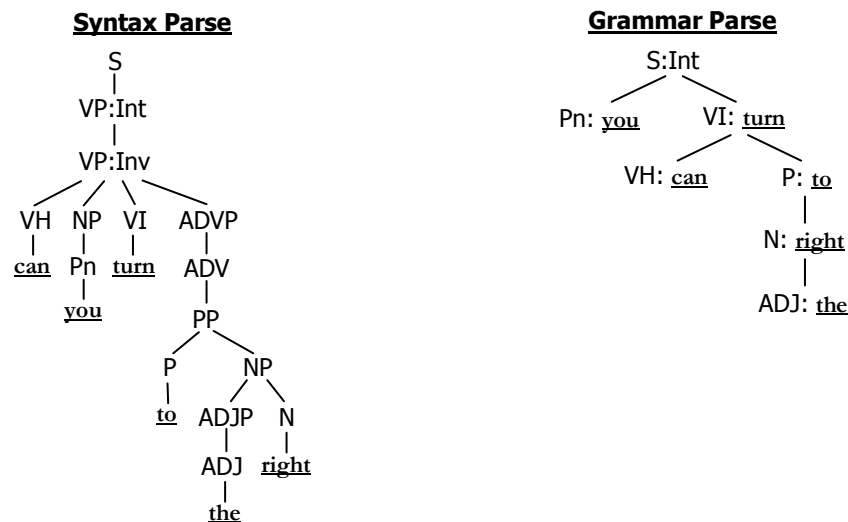 Syntax Parse
S
VP:Int
VP:Inv
VH NP VI ADVP
can Pn turn ADV
you
PP
P NP
to ADJP N
ADJ right
the
Grammar Parse
S:Int
Pn: you VI: turn
VH: can P: to
N: right
ADJ: the